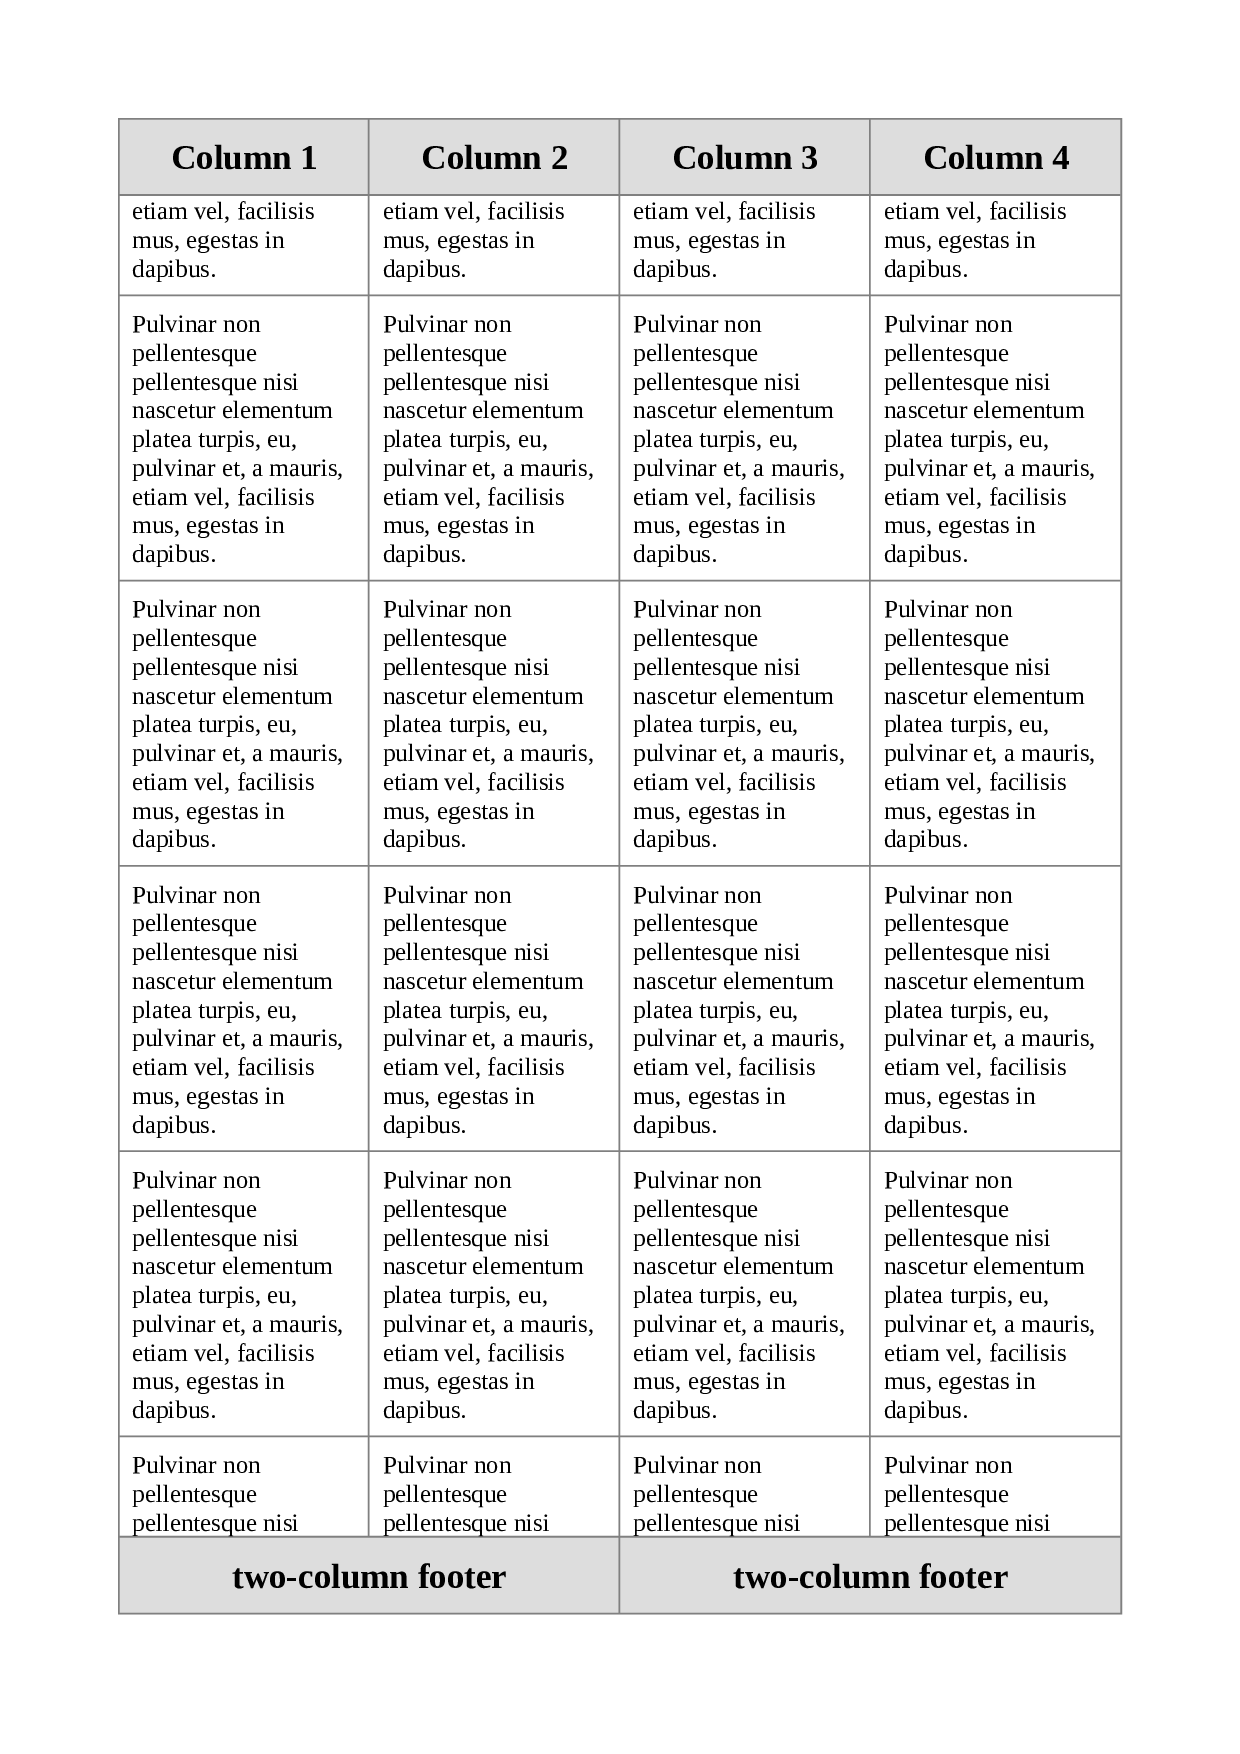 Column 1 Column 2 Column 3 Column 4
etiam vel, facilisis etiam vel, facilisis etiam vel, facilisis etiam vel, facilisis
mus, egestas in mus, egestas in mus, egestas in mus, egestas in
dapibus. dapibus. dapibus. dapibus.
Pulvinar non Pulvinar non Pulvinar non Pulvinar non
pellentesque pellentesque pellentesque pellentesque
pellentesque nisi pellentesque nisi pellentesque nisi pellentesque nisi
nascetur elementum nascetur elementum nascetur elementum nascetur elementum
platea turpis, eu, platea turpis, eu, platea turpis, eu, platea turpis, eu,
pulvinar et, a mauris, pulvinar et, a mauris, pulvinar et, a mauris, pulvinar et, a mauris,
etiam vel, facilisis etiam vel, facilisis etiam vel, facilisis etiam vel, facilisis
mus, egestas in mus, egestas in mus, egestas in mus, egestas in
dapibus. dapibus. dapibus. dapibus.
Pulvinar non Pulvinar non Pulvinar non Pulvinar non
pellentesque pellentesque pellentesque pellentesque
pellentesque nisi pellentesque nisi pellentesque nisi pellentesque nisi
nascetur elementum nascetur elementum nascetur elementum nascetur elementum
platea turpis, eu, platea turpis, eu, platea turpis, eu, platea turpis, eu,
pulvinar et, a mauris, pulvinar et, a mauris, pulvinar et, a mauris, pulvinar et, a mauris,
etiam vel, facilisis etiam vel, facilisis etiam vel, facilisis etiam vel, facilisis
mus, egestas in mus, egestas in mus, egestas in mus, egestas in
dapibus. dapibus. dapibus. dapibus.
Pulvinar non Pulvinar non Pulvinar non Pulvinar non
pellentesque pellentesque pellentesque pellentesque
pellentesque nisi pellentesque nisi pellentesque nisi pellentesque nisi
nascetur elementum nascetur elementum nascetur elementum nascetur elementum
platea turpis, eu, platea turpis, eu, platea turpis, eu, platea turpis, eu,
pulvinar et, a mauris, pulvinar et, a mauris, pulvinar et, a mauris, pulvinar et, a mauris,
etiam vel, facilisis etiam vel, facilisis etiam vel, facilisis etiam vel, facilisis
mus, egestas in mus, egestas in mus, egestas in mus, egestas in
dapibus. dapibus. dapibus. dapibus.
Pulvinar non Pulvinar non Pulvinar non Pulvinar non
pellentesque pellentesque pellentesque pellentesque
pellentesque nisi pellentesque nisi pellentesque nisi pellentesque nisi
nascetur elementum nascetur elementum nascetur elementum nascetur elementum
platea turpis, eu, platea turpis, eu, platea turpis, eu, platea turpis, eu,
pulvinar et, a mauris, pulvinar et, a mauris, pulvinar et, a mauris, pulvinar et, a mauris,
etiam vel, facilisis etiam vel, facilisis etiam vel, facilisis etiam vel, facilisis
mus, egestas in mus, egestas in mus, egestas in mus, egestas in
dapibus. dapibus. dapibus. dapibus.
Pulvinar non Pulvinar non Pulvinar non Pulvinar non
pellentesque pellentesque pellentesque pellentesque
pellentesque nisi pellentesque nisi pellentesque nisi pellentesque nisi
two-column footer two-column footer